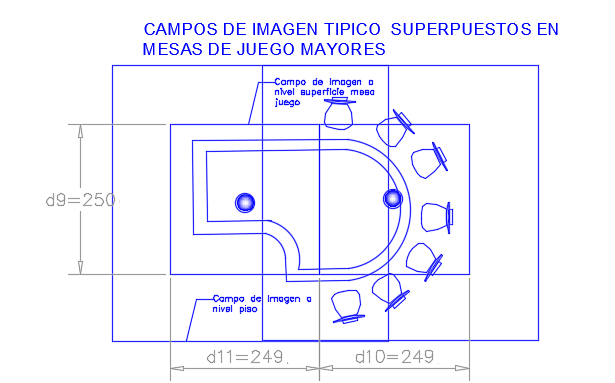 CAMPOS DE IMAGEN TIPICO SUPERPUESTOS EN
MESAS DE JUEGO MAYORES
Campo de Imagen a
nivel superficie mesa
juego
d9=250
Campo de Imagen a
nivel piso
d11=249.
d10=249